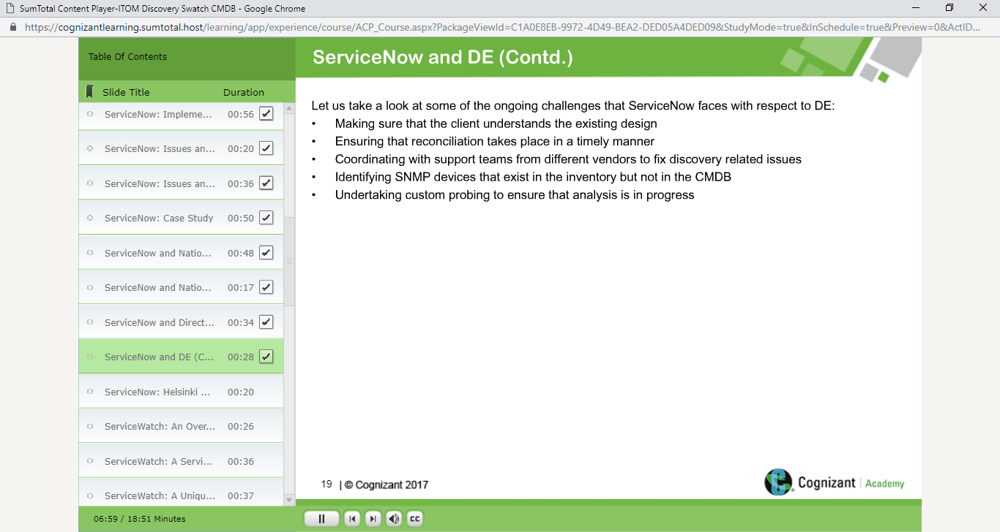 SumTotal Content Player-ITOM Discovery Swatch CMDB - Google Chrome
https://cognizantlearning.sumtotal.host/learning/app/experience/course/ACP_Course.aspx?PackageViewId=C1A0E8EB-9972-4D49-BEA2-DED05A4DED09&StudyMode=true&InSchedule=true&Preview=0&ActID...
Table Of Contents
Slide Title Duration
ServiceNow: Impleme... 00:56
ServiceNow: Issues an... 00:20
ServiceNow: Issues an... 00:36
ServiceNow: Case Study 00:50
ServiceNow and Natio... 00:48
ServiceNow and Natio... 00:17
ServiceNow and Direct... 00:34
ServiceNow and DE (C... 00:28
ServiceNow: Helsinki ... 00:20
ServiceWatch: An Over... 00:26
ServiceWatch: A Servi... 00:36
ServiceWatch: A Uniqu... 00:37
06:59 / 18:51 Minutes
ServiceNow and DE (Contd.)
Let us take a look at some of the ongoing challenges that ServiceNow faces with respect to DE:
• Making sure that the client understands the existing design
• Ensuring that reconciliation takes place in a timely manner
• Coordinating with support teams from different vendors to fix discovery related issues
• Identifying SNMP devices that exist in the inventory but not in the CMDB
• Undertaking custom probing to ensure that analysis is in progress
19 | © Cognizant 2017
Cognizant | Academy
CC